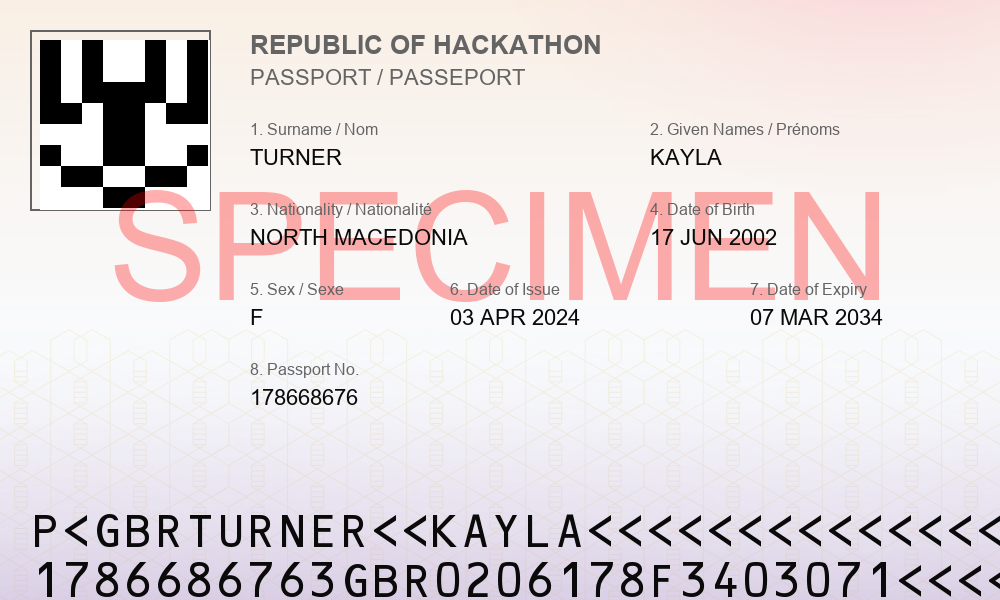 REPUBLIC OF HACKATHON
PASSPORT / PASSEPORT
1. Surname / Nom
TURNER
2. Given Names / Prénoms
KAYLA
SPECIMEN
3. Nationality / Nationalité
NORTH MACEDONIA
4. Date of Birth
17 JUN 2002
5. Sex / Sexe
F
6. Date of Issue
03 APR 2024
7. Date of Expiry
07 MAR 2034
8. Passport No.
178668676
P<GBRTURNER<<KAYLA<<<<<<<<<<<<<<
1786686763GBR0206178F3403071<<<<